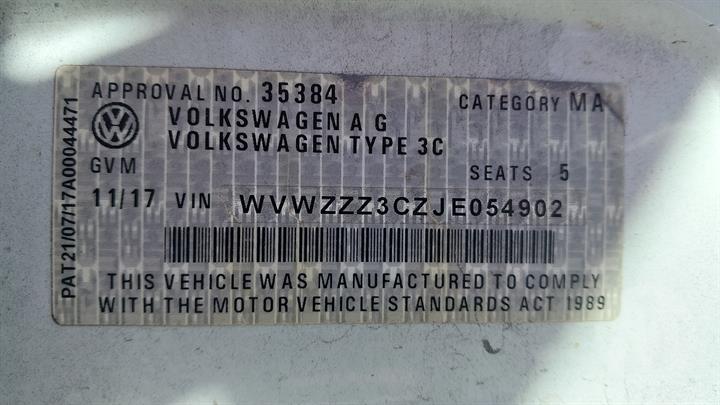 APPROVAL NO. 35384 CATEGORY MA
VOLKSWAGEN A G
VOLKSWAGEN TYPE 3C
GVM SEATS 5
11/17 VIN WVWZZZ3CZJE054902
THIS VEHICLE WAS MANUFACTURED TO COMPLY
WITH THE MOTOR VEHICLE STANDARDS ACT 1989
PAT21/07/17A00044471